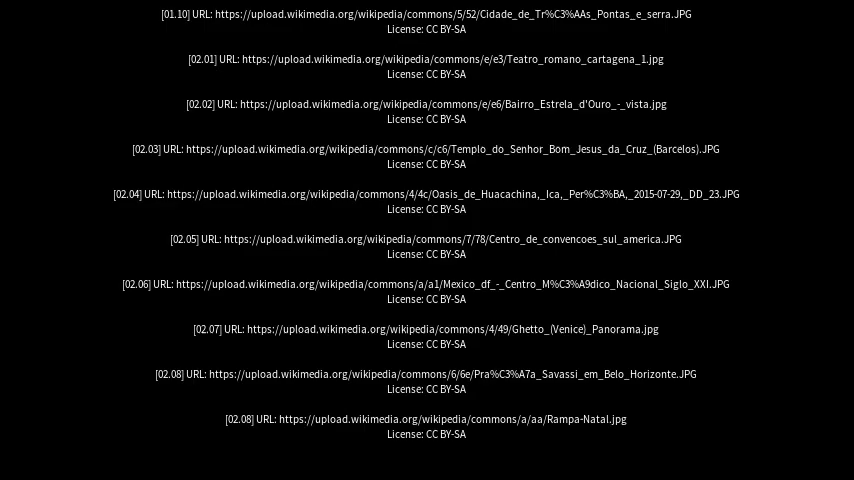 [01.10] URL: https://upload.wikimedia.org/wikipedia/commons/5/52/Cidade_de_Tr%C3%AAs_Pontas_e_serra.JPG
License: CC BY-SA
[02.01] URL: https://upload.wikimedia.org/wikipedia/commons/e/e3/Teatro_romano_cartagena_1.jpg
License: CC BY-SA
[02.02] URL: https://upload.wikimedia.org/wikipedia/commons/e/e6/Bairro_Estrela_d'Ouro_-_vista.jpg
License: CC BY-SA
[02.03] URL: https://upload.wikimedia.org/wikipedia/commons/c/c6/Templo_do_Senhor_Bom_Jesus_da_Cruz_(Barcelos).JPG
License: CC BY-SA
[02.04] URL: https://upload.wikimedia.org/wikipedia/commons/4/4c/Oasis_de_Huacachina,_Ica,_Per%C3%BA,_2015-07-29,_DD_23.JPG
License: CC BY-SA
[02.05] URL: https://upload.wikimedia.org/wikipedia/commons/7/78/Centro_de_convencoes_sul_america.JPG
License: CC BY-SA
[02.06] URL: https://upload.wikimedia.org/wikipedia/commons/a/a1/Mexico_df_-_Centro_M%C3%A9dico_Nacional_Siglo_XXI.JPG
License: CC BY-SA
[02.07] URL: https://upload.wikimedia.org/wikipedia/commons/4/49/Ghetto_(Venice)_Panorama.jpg
License: CC BY-SA
[02.08] URL: https://upload.wikimedia.org/wikipedia/commons/6/6e/Pra%C3%A7a_Savassi_em_Belo_Horizonte.JPG
License: CC BY-SA
[02.08] URL: https://upload.wikimedia.org/wikipedia/commons/a/aa/Rampa-Natal.jpg
License: CC BY-SA